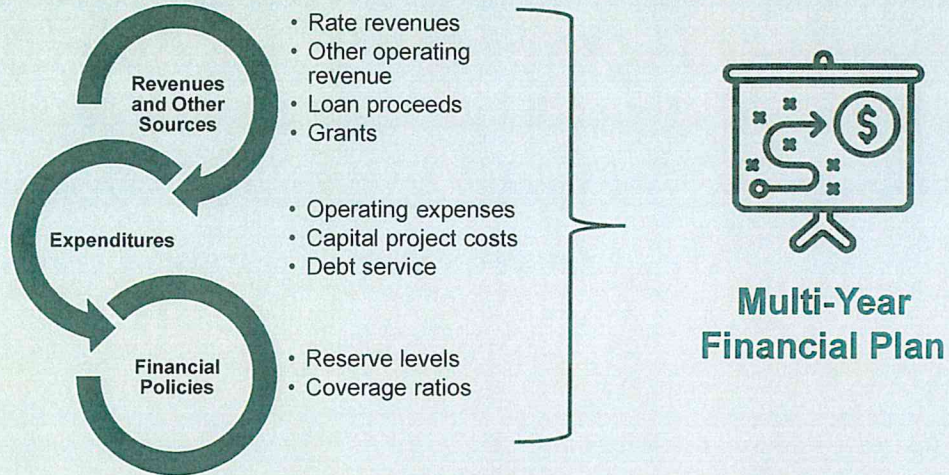 Revenues
and Other
Sources
• Rate revenues
• Other operating
revenue
• Loan proceeds
• Grants
Expenditures
• Operating expenses
• Capital project costs
• Debt service
Financial
Policies
• Reserve levels
• Coverage ratios
$
Multi-Year
Financial Plan